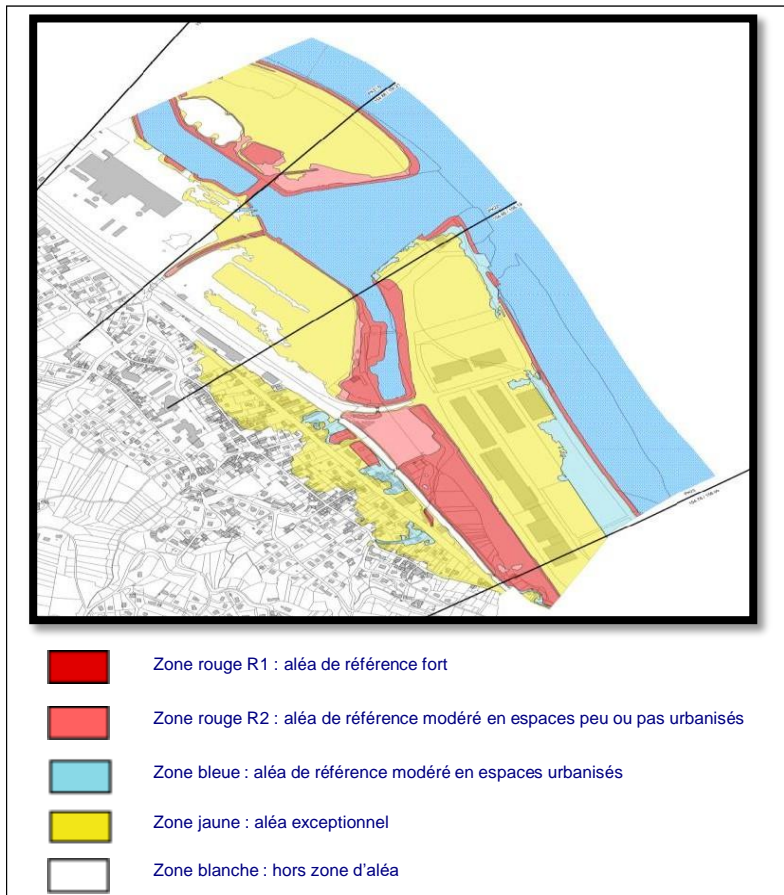 Zone rouge R1 : aléa de référence fort
Zone rouge R2 : aléa de référence modéré en espaces peu ou pas urbanisés
Zone bleue : aléa de référence modéré en espaces urbanisés
Zone jaune : aléa exceptionnel
Zone blanche : hors zone d'aléa